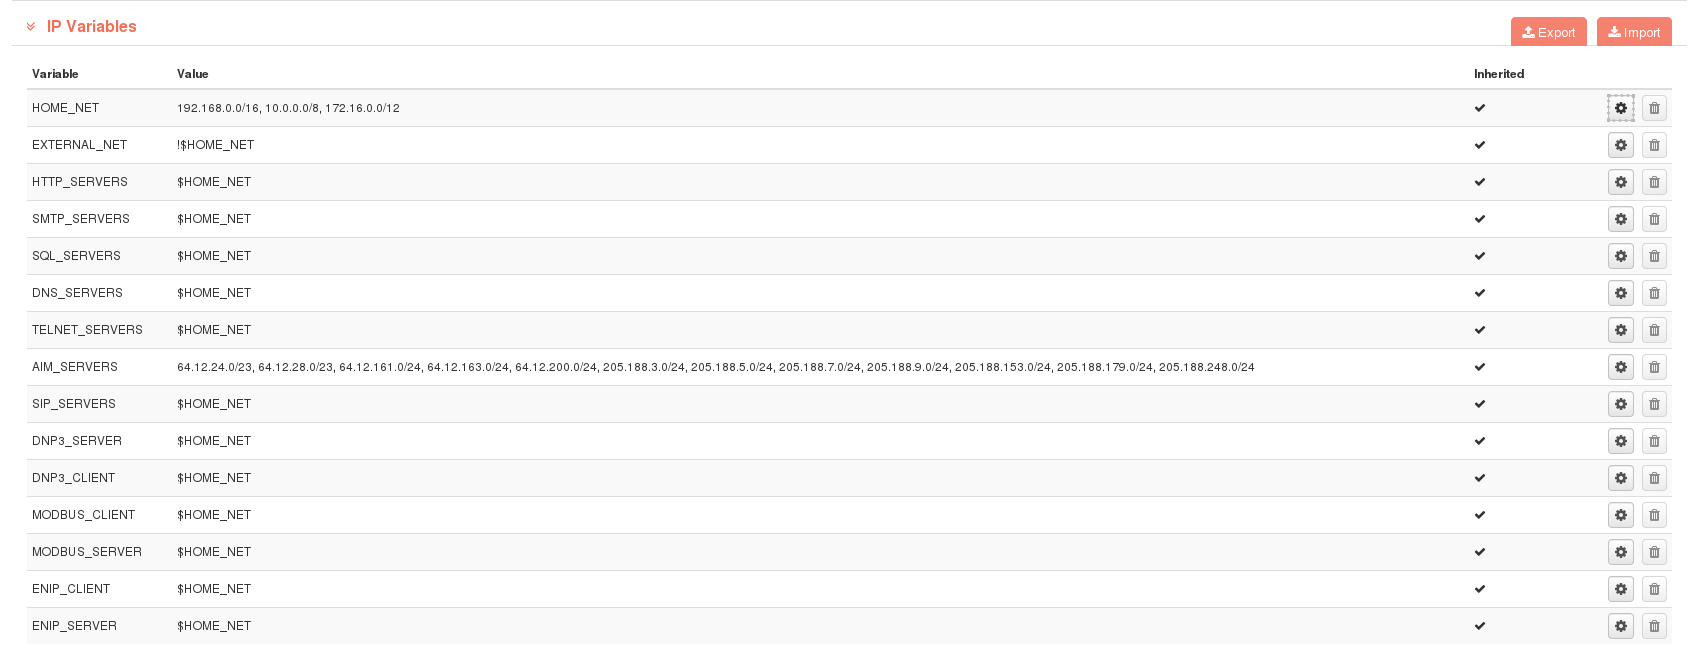 IP Variables
Export Import
Variable Value Inherited
HOME_NET 192.168.0.0/16, 10.0.0.0/8, 172.16.0.0/12
EXTERNAL_NET !$HOME_NET
HTTP_SERVERS $HOME_NET
SMTP_SERVERS $HOME_NET
SQL_SERVERS $HOME_NET
DNS_SERVERS $HOME_NET
TELNET_SERVERS $HOME_NET
AIM_SERVERS 64.12.24.0/23, 64.12.28.0/23, 64.12.161.0/24, 64.12.163.0/24, 64.12.200.0/24, 205.188.3.0/24, 205.188.5.0/24, 205.188.7.0/24, 205.188.9.0/24, 205.188.153.0/24, 205.188.179.0/24, 205.188.248.0/24
SIP_SERVERS $HOME_NET
DNP3_SERVER $HOME_NET
DNP3_CLIENT $HOME_NET
MODBUS_CLIENT $HOME_NET
MODBUS_SERVER $HOME_NET
ENIP_CLIENT $HOME_NET
ENIP_SERVER $HOME_NET